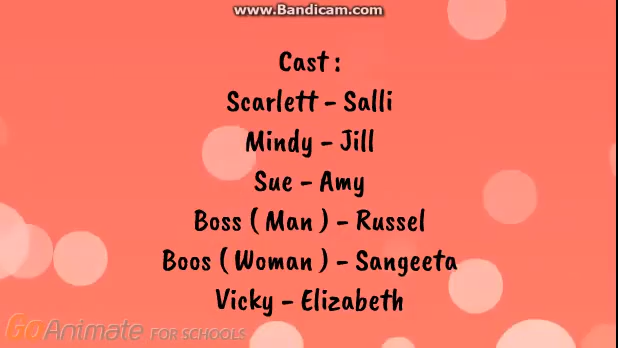 www.Bandicam.com
Cast :
Scarlett - Salli
Mindy - Jill
Sue - Amy
Boss ( Man ) - Russel
Boos ( Woman ) - Sangeeta
Vicky - Elizabeth
GoAnimate FOR SCHOOLS